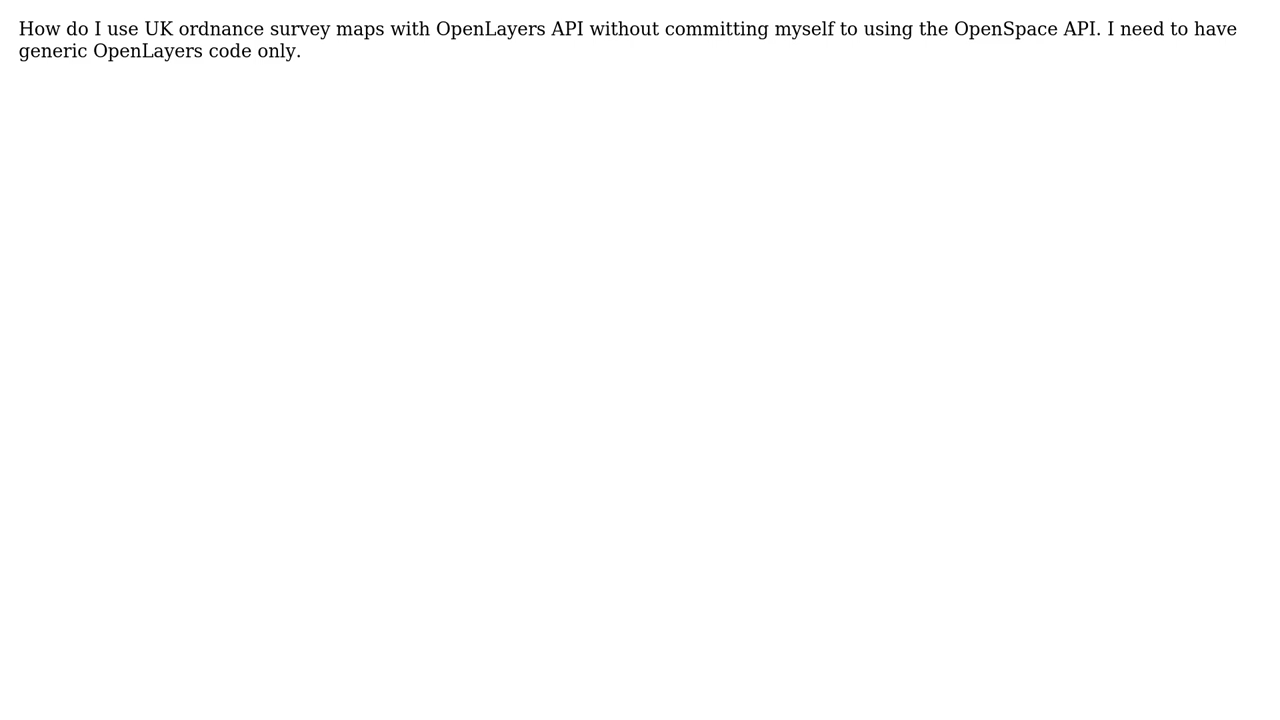 How do I use UK ordnance survey maps with OpenLayers API without committing myself to using the OpenSpace API. I need to have
generic OpenLayers code only.